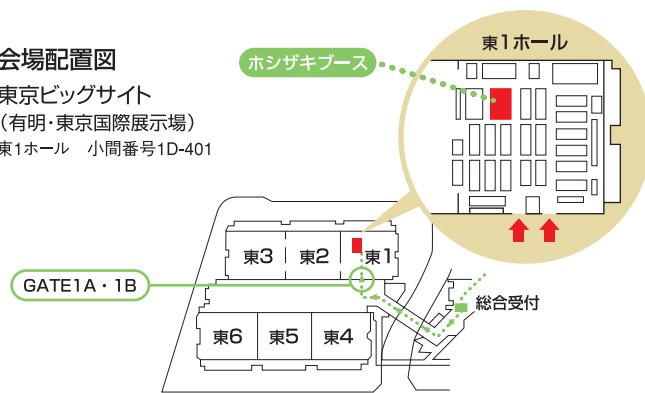 会場配置図
東京ビッグサイト
(有明・東京国際展示場)
東1ホール 小間番号1D-401
ホシザキブース
東1ホール
東3
東2
東1
GATE1A・1B
総合受付
東6
東5
東4